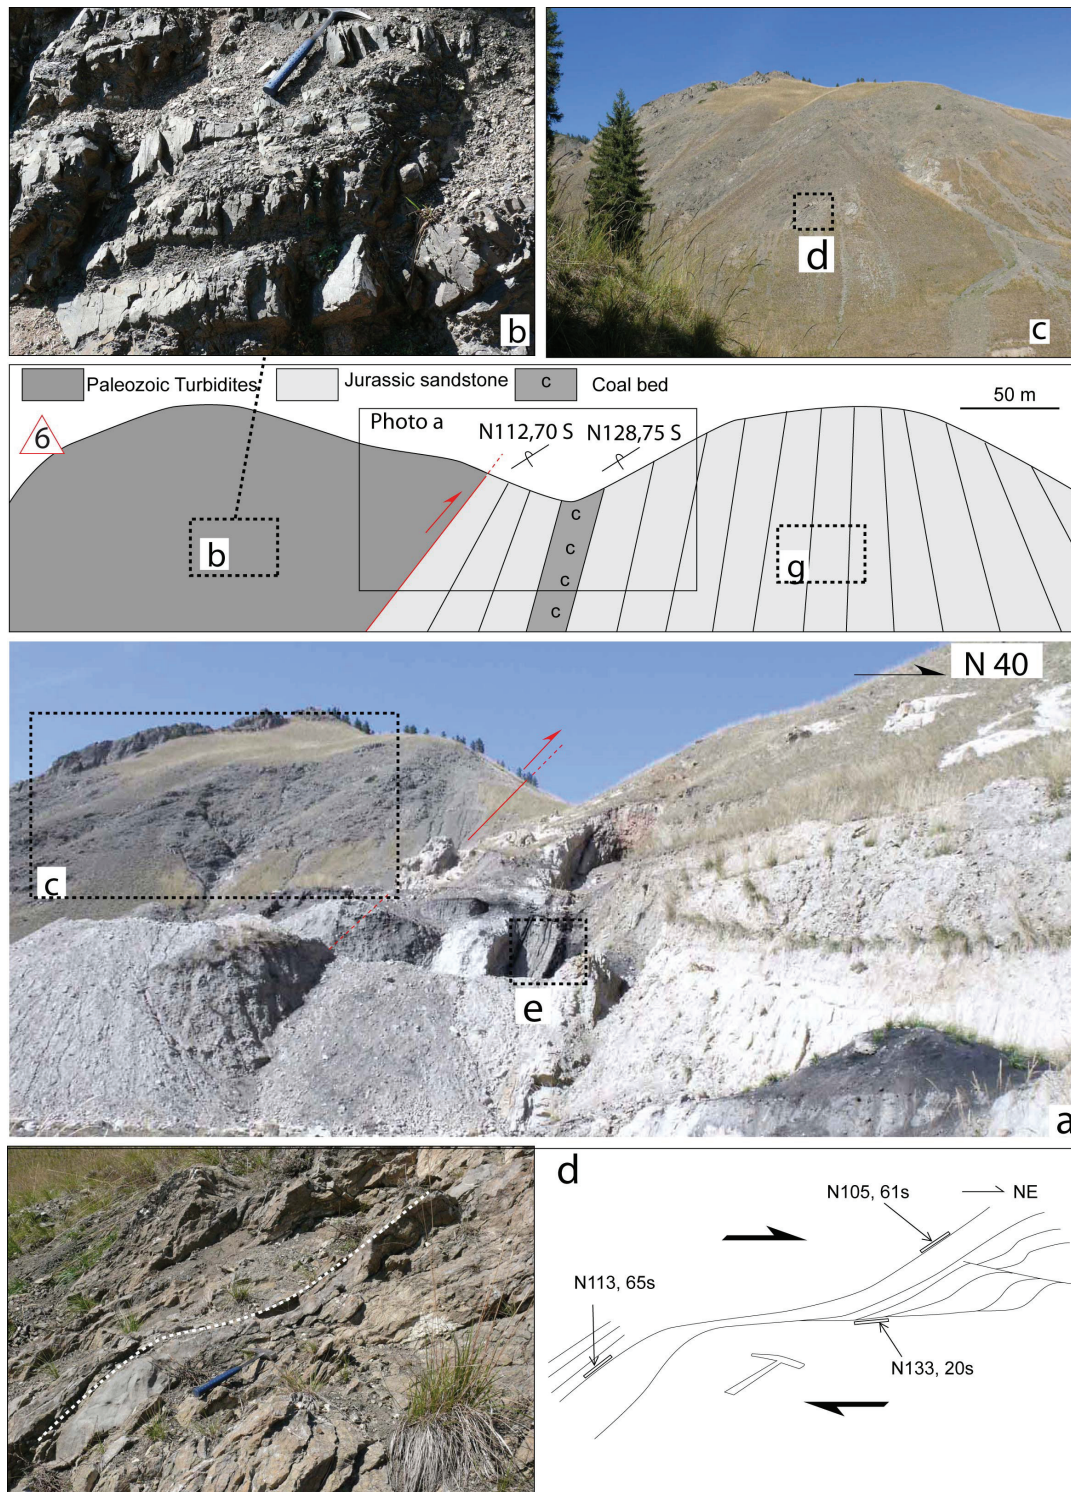 b
d
c
Paleozoic Turbidites
Jurassic sandstone
c
Coal bed
50 m
6
Photo a
N112,70 S
N128,75 S
c
c
c
c
b
g
N 40
c
e
a
d
N105, 61s
NE
N113, 65s
N133, 20s